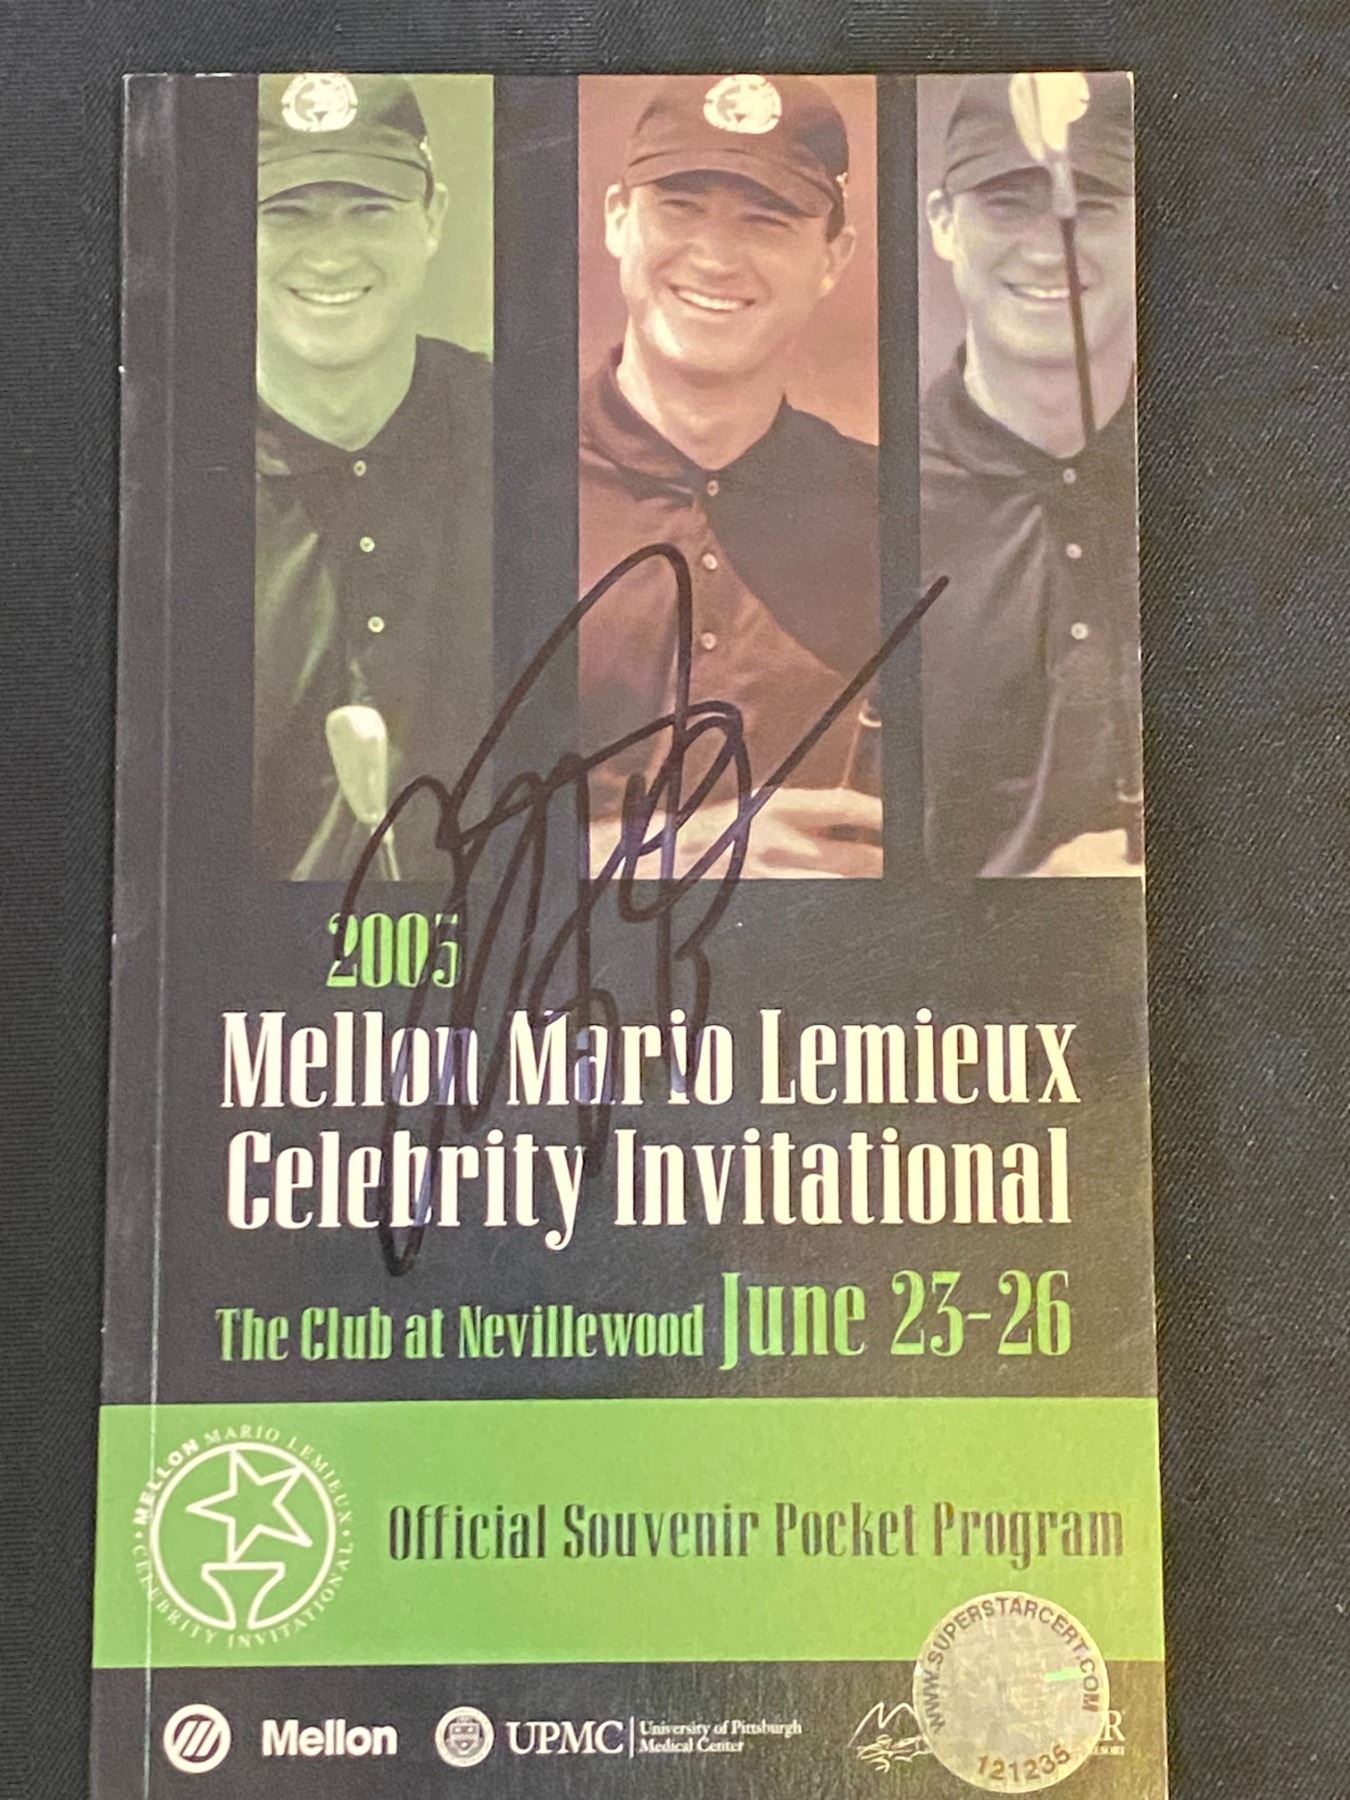 2005
Mellon Mario Lemieux
Celebrity Invitational
The Club at Nevillewood June 23-26
MELLON MARIO LEMIEUX
CELEBRITY INVITATIONAL
Official Souvenir Pocket Program
WWW.SUPERSTARCERT.COM
121235
Mellon
UPMC University of Pittsburgh
Medical Center